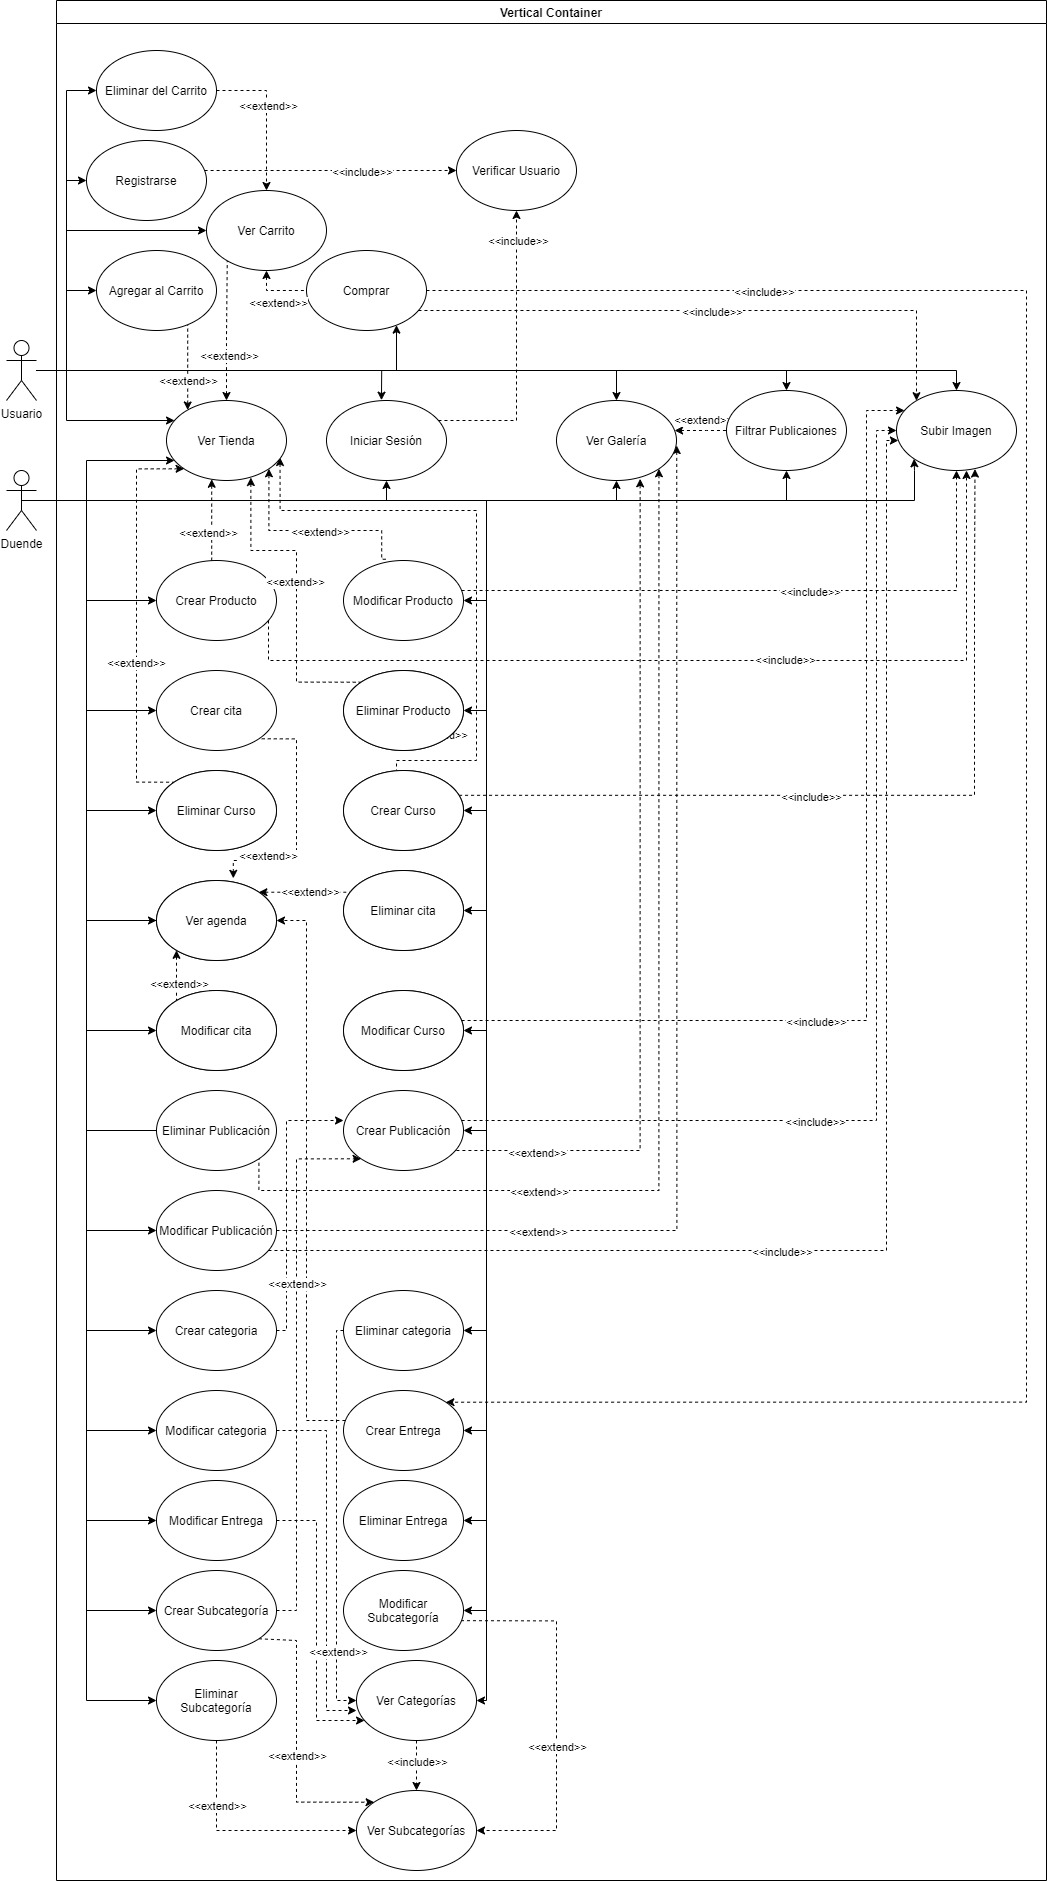 Vertical Container
Eliminar del Carrito
<<extend>>
Registrarse
<<include>>
Verificar Usuario
Ver Carrito
<<include>>
Agregar al Carrito
Comprar
<<extend>>
<<include>>
<<include>>
<<extend>>
<<extend>>
Usuario
Ver Tienda
Iniciar Sesión
Ver Galería
<<extend>>
Filtrar Publicaiones
Subir Imagen
Duende
<<extend>>
<<extend>>
<<extend>>
Crear Producto
Modificar Producto
<<include>>
<<extend>>
<<include>>
Crear cita
Eliminar Producto
d>>
Eliminar Curso
Crear Curso
<<include>>
<<extend>>
<<extend>>
Ver agenda
Eliminar cita
<<extend>>
Modificar cita
Modificar Curso
<<include>>
Eliminar Publicación
Crear Publicación
<<include>>
<<extend>>
<<extend>>
Modificar Publicación
<<extend>>
<<include>>
<<extend>>
Crear categoria
Eliminar categoria
Modificar categoria
Crear Entrega
Modificar Entrega
Eliminar Entrega
Crear Subcategoría
Modificar
Subcategoría
<<extend>>
Eliminar
Subcategoría
Ver Categorías
<<extend>>
<<include>>
<<extend>>
<<extend>>
Ver Subcategorías